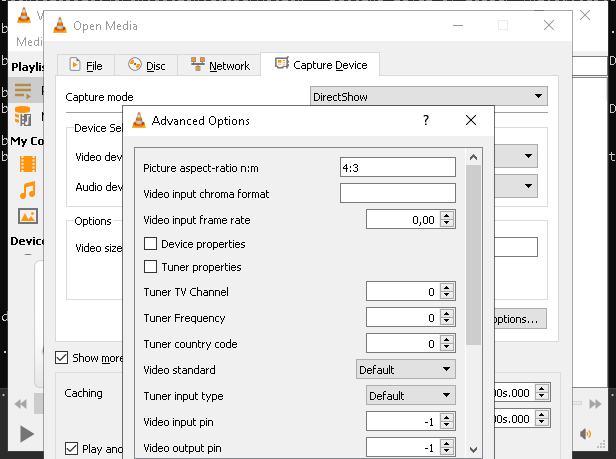 V
Open Media
Medi
File
Disc
Network
Capture Device
Playlis
Capture mode
DirectShow
Advanced Options
?
Device Sel
My Co
Video dev
Audio dev
Picture aspect-ratio n:m
4:3
Video input chroma format
Options
Video input frame rate
0,00
Device
Video size
Device properties
Tuner properties
Tuner TV Channel
0
Tuner Frequency
0
options...
Tuner country code
0
Show more
Video standard
Default
Caching
Tuner input type
Default
00s.000
Video input pin
-1
00s.000
Play and
Video output pin
-1